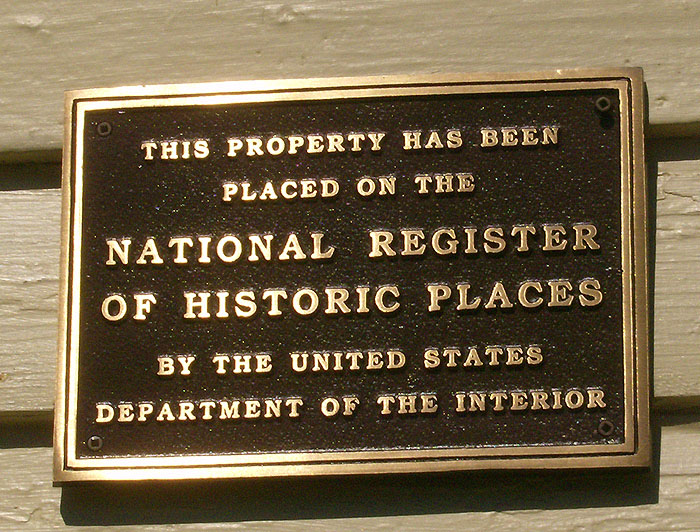 THIS PROPERTY HAS BEEN
PLACED ON THE
NATIONAL REGISTER
OF HISTORIC PLACES
BY THE UNITED STATES
DEPARTMENT OF THE INTERIOR